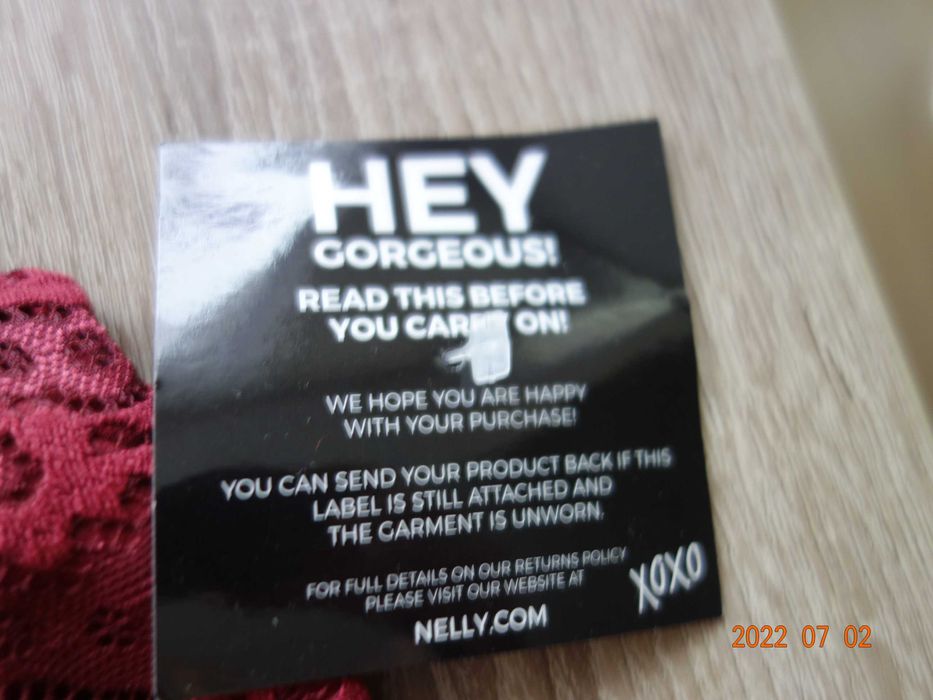 HEY
GORGEOUS!
READ THIS BEFORE
YOU CARRY ON!
WE HOPE YOU ARE HAPPY
WITH YOUR PURCHASE!
YOU CAN SEND YOUR PRODUCT BACK IF THIS
LABEL IS STILL ATTACHED AND
THE GARMENT IS UNWORN.
FOR FULL DETAILS ON OUR RETURNS POLICY
PLEASE VISIT OUR WEBSITE AT
NELLY.COM
XOXO
2022 07 02